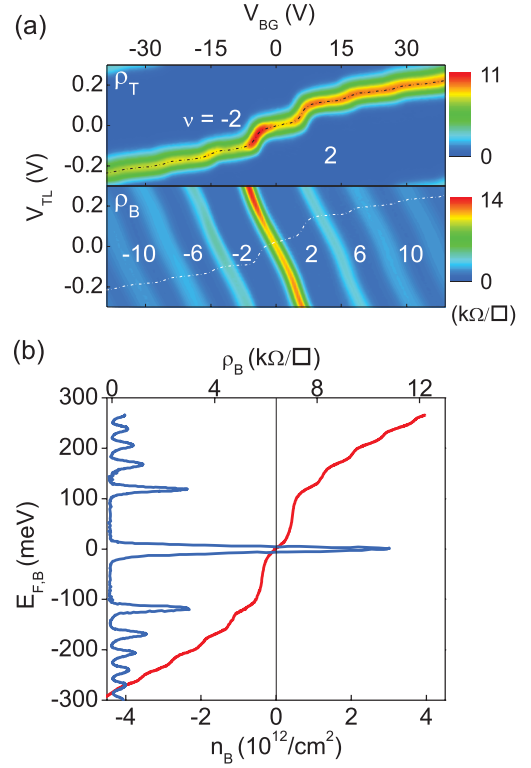 (a)
V_BG (V)
-30 -15 0 15 30
0.2
0.0
-0.2
ρ_T
ν = -2
2
11
0
V_TL (V)
0.2
0.0
-0.2
ρ_B
-10 -6 -2 2 6 10
14
0
(kΩ/□)
(b)
ρ_B (kΩ/□)
0 4 8 12
300
200
100
0
-100
-200
-300
E_F,B (meV)
-4 -2 0 2 4
n_B (10^12/cm^2)